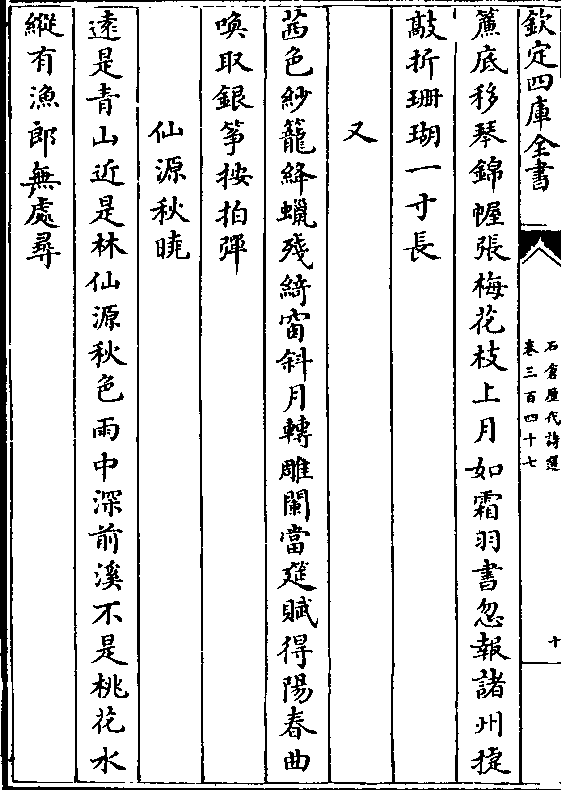 欽定四庫全書
石倉歷代詩選
卷三百四十七
十
簾底移琴錦幄張梅花枝上月如霜羽書忽報諸州捷
敲折珊瑚一寸長
又
茜色紗籠絳蠟殘綺窗斜月轉雕闌當筵賦得陽春曲
喚取銀箏按拍彈
仙源秋曉
遠是青山近是林仙源秋色雨中深前溪不是桃花水
縱有漁郎無處尋